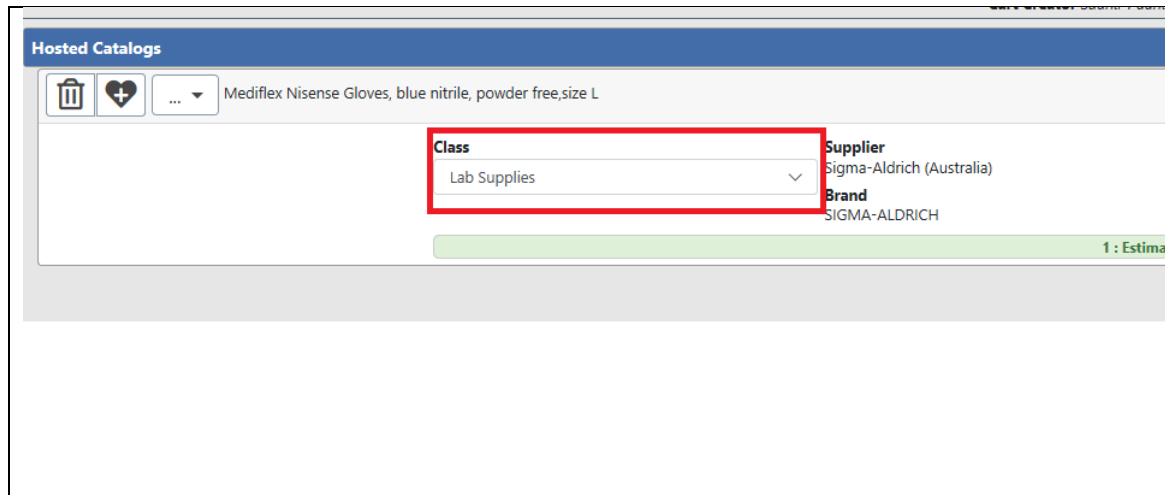 Hosted Catalogs
... Mediflex Nisense Gloves, blue nitrile, powder free,size L
Class
Lab Supplies
Supplier
Sigma-Aldrich (Australia)
Brand
SIGMA-ALDRICH
1 : Estima